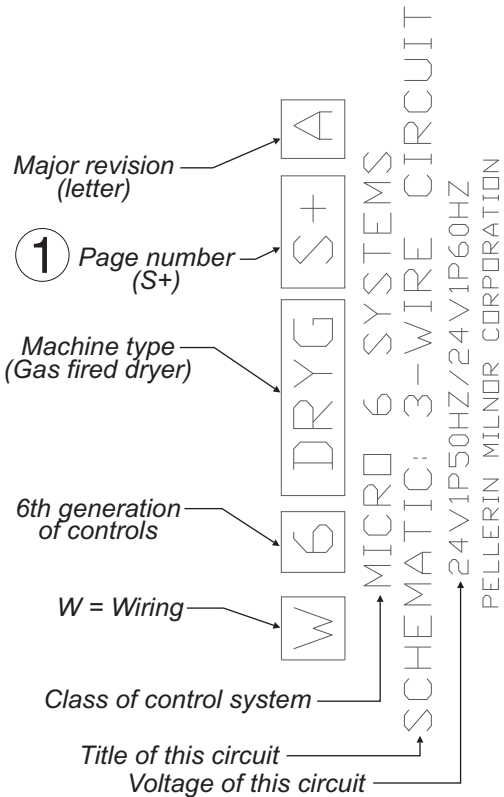 Major revision
(letter)
1
Page number
(S+)
Machine type
(Gas fired dryer)
6th generation
of controls
W = Wiring
Class of control system
Title of this circuit
Voltage of this circuit
W 6 DRYG S+ A
MICRO 6 SYSTEMS
SCHEMATIC: 3-WIRE CIRCUIT
24V1P50HZ/24V1P60HZ
PELLERIN MILNOR CORPORATION